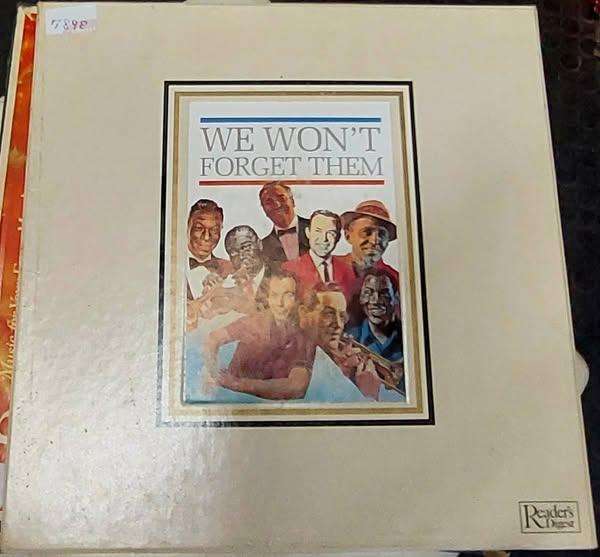 7898
WE WON'T
FORGET THEM
Reader's
Digest